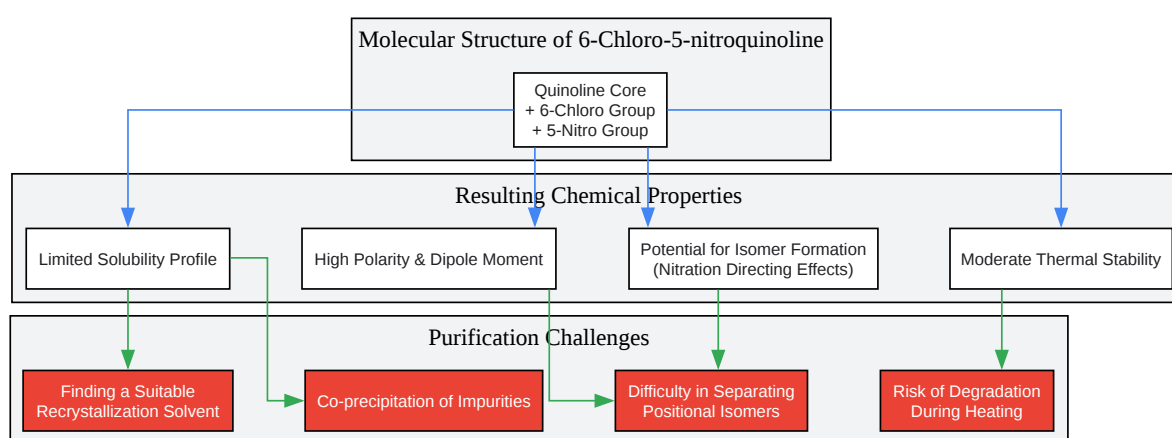 Molecular Structure of 6-Chloro-5-nitroquinoline
Quinoline Core
+ 6-Chloro Group
+ 5-Nitro Group
Resulting Chemical Properties
Limited Solubility Profile
High Polarity & Dipole Moment
Potential for Isomer Formation
(Nitration Directing Effects)
Moderate Thermal Stability
Purification Challenges
Finding a Suitable
Recrystallization Solvent
Co-precipitation of Impurities
Difficulty in Separating
Positional Isomers
Risk of Degradation
During Heating